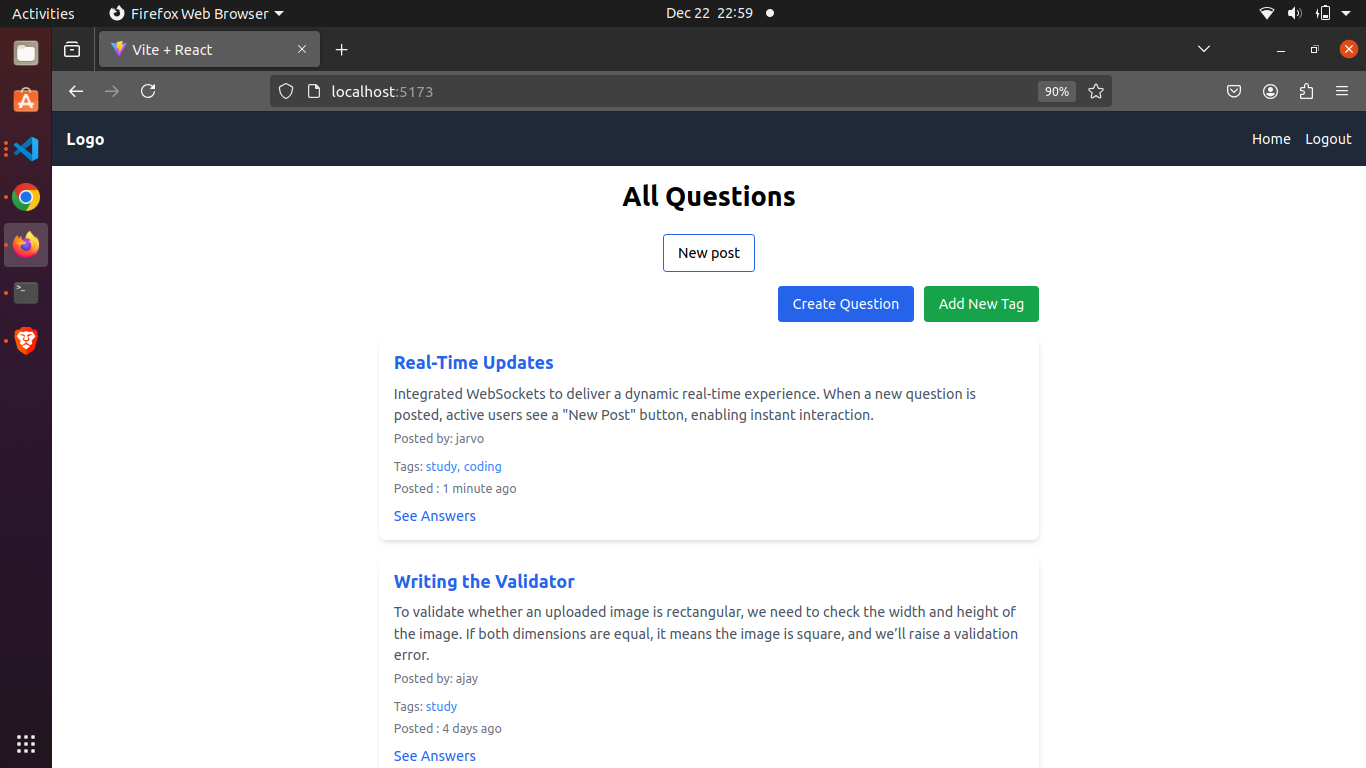 Activities Firefox Web Browser Dec 22 22:59
Vite + React
localhost:5173 90%
Logo Home Logout
All Questions
New post
Create Question Add New Tag
Real-Time Updates
Integrated WebSockets to deliver a dynamic real-time experience. When a new question is
posted, active users see a "New Post" button, enabling instant interaction.
Posted by: jarvo
Tags: study, coding
Posted : 1 minute ago
See Answers
Writing the Validator
To validate whether an uploaded image is rectangular, we need to check the width and height of
the image. If both dimensions are equal, it means the image is square, and we’ll raise a validation
error.
Posted by: ajay
Tags: study
Posted : 4 days ago
See Answers